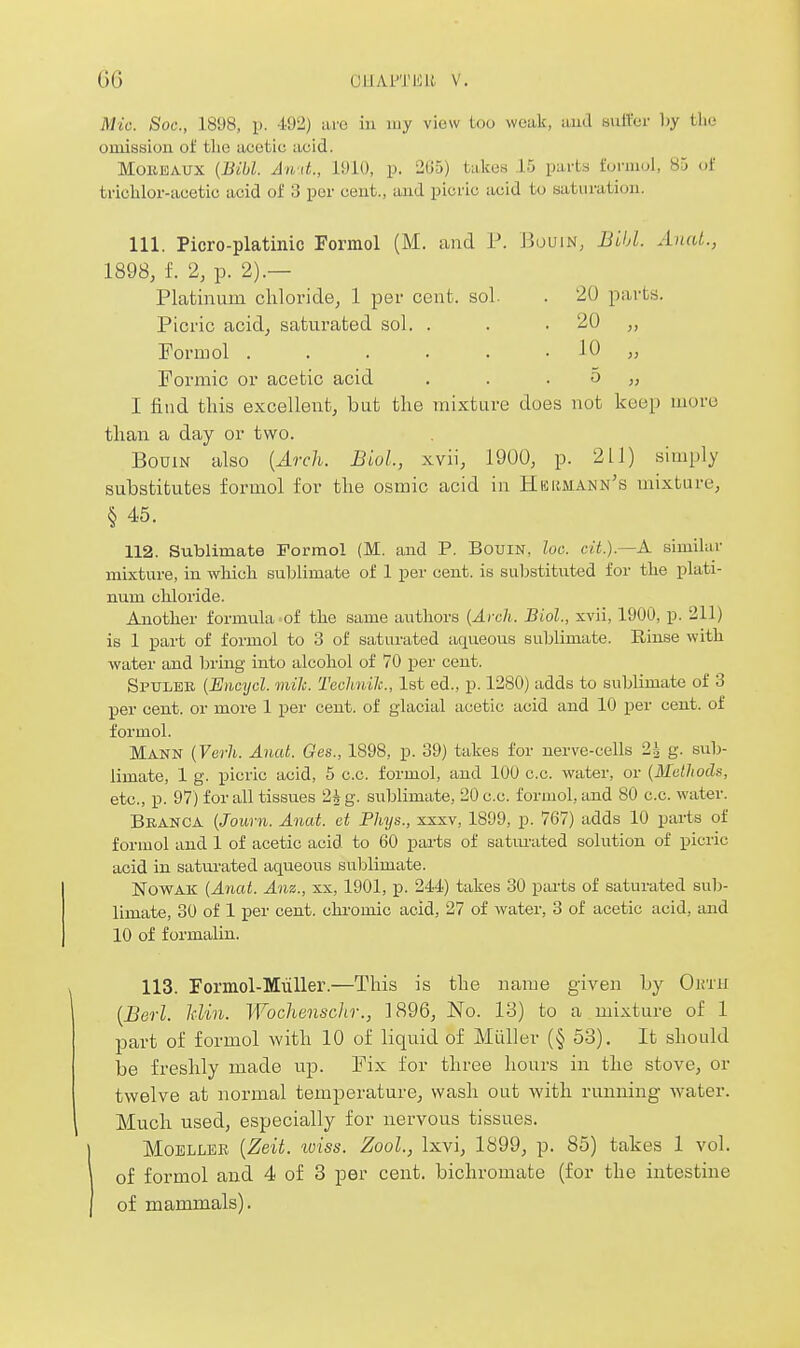 66 CHAPTER V.
Mic. Soc., 1898, p. 492) are in my view too weak, and suffer by the
omission of the acetic acid.
MOREAUX (Bibl. Anat., 1910, p. 265) takes 15 parts formol, 85 of
trichlor-acetic acid of 3 per cent., and picric acid to saturation.
111. Picro-platinic Formol (M. and P. BOUIN, Bibl. Anat.,
1898, f. 2, p. 2).—
Platinum chloride, 1 per cent. sol. . 20 parts.
Picric acid, saturated sol. . . . 20 „
Formol . . . . . . 10 „
Formic or acetic acid . . . 5 „
I find this excellent, but the mixture does not keep more
than a day or two.
BOUIN also (Arch. Biol., xvii, 1900, p. 211) simply
substitutes formol for the osmic acid in HERMANN'S mixture,
§ 45.
112. Sublimate Formol (M. and P. BOUIN, loc. cit.).—A similar
mixture, in which sublimate of 1 per cent. is substituted for the plati-
num chloride.
Another formula of the same authors (Arch. Biol., xvii, 1900, p. 211)
is 1 part of formol to 3 of saturated aqueous sublimate. Rinse with
water and bring into alcohol of 70 per cent.
SPULER (Encycl. mik. Technik., 1st ed., p. 1280) adds to sublimate of 3
per cent. or more 1 per cent. of glacial acetic acid and 10 per cent. of
formol.
MANN (Verh. Anat. Ges., 1898, p. 39) takes for nerve-cells 2½ g. sub-
limate, 1 g. picric acid, 5 c.c. formol, and 100 c.c. water, or (Methods,
etc., p. 97) for all tissues 2½ g. sublimate, 20 c.c. formol, and 80 c.c. water.
BRANCA (Journ. Anat. et Phys., xxxv, 1899, p. 767) adds 10 parts of
formol and 1 of acetic acid to 60 parts of saturated solution of picric
acid in saturated aqueous sublimate.
NOWAK (Anat. Anz., xx, 1901, p. 244) takes 30 parts of saturated sub-
limate, 30 of 1 per cent. chromic acid, 27 of water, 3 of acetic acid, and
10 of formalin.
113. Formol-Müller.—This is the name given by ORTH
(Berl. klin. Wochenschr., 1896, No. 13) to a mixture of 1
part of formol with 10 of liquid of Müller (§ 53). It should
be freshly made up. Fix for three hours in the stove, or
twelve at normal temperature, wash out with running water.
Much used, especially for nervous tissues.
MOELLER (Zeit. wiss. Zool., lxvi, 1899, p. 85) takes 1 vol.
of formol and 4 of 3 per cent. bichromate (for the intestine
of mammals).